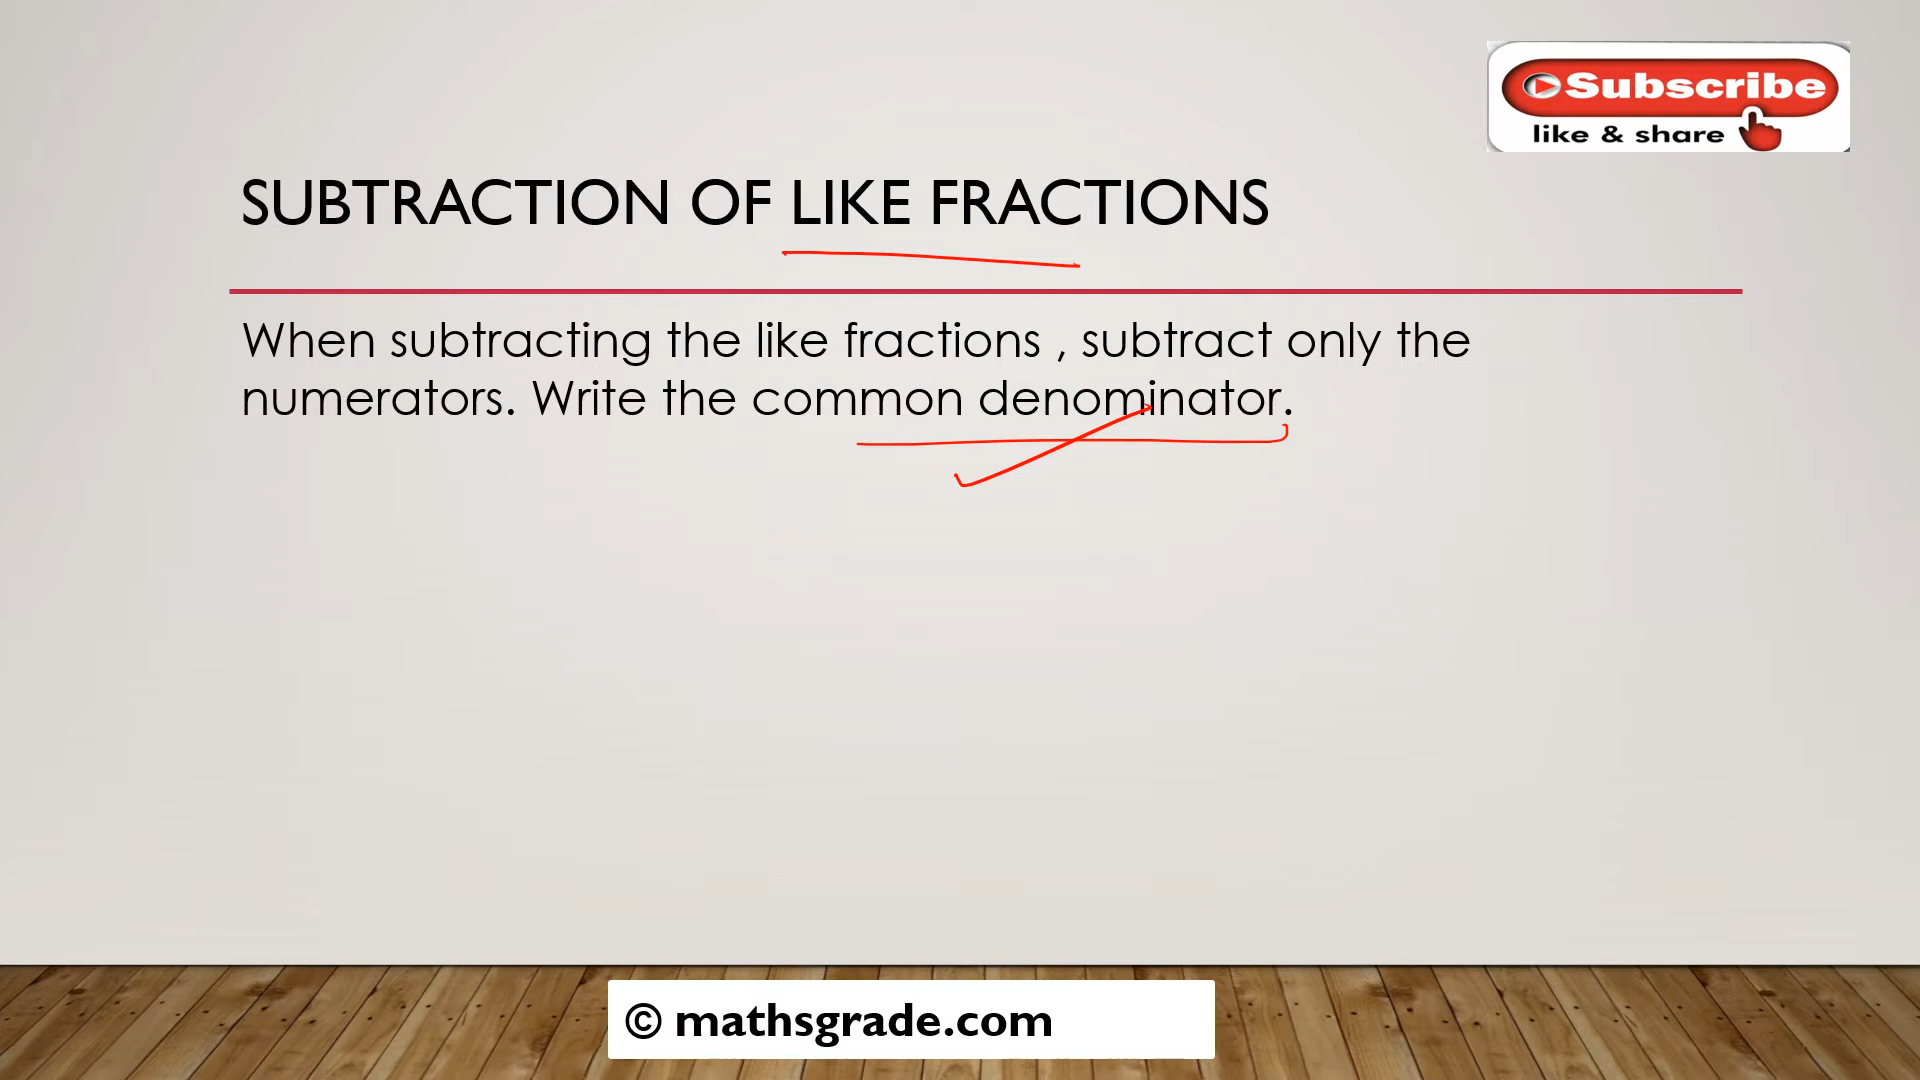 Subscribe
like & share
SUBTRACTION OF LIKE FRACTIONS
When subtracting the like fractions , subtract only the
numerators. Write the common denominator.
© mathsgrade.com